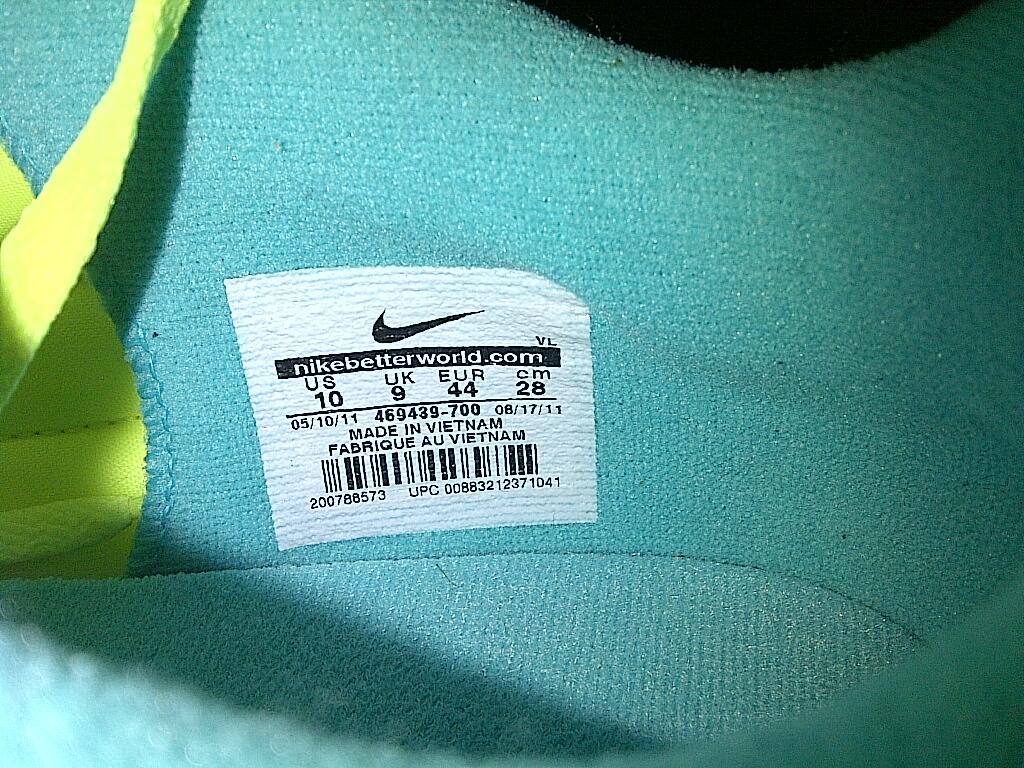 VL
nikebetterworld.com
US UK EUR cm
10 9 44 28
05/10/11 469439-700 08/17/11
MADE IN VIETNAM
FABRIQUE AU VIETNAM
200788573 UPC 00883212371041